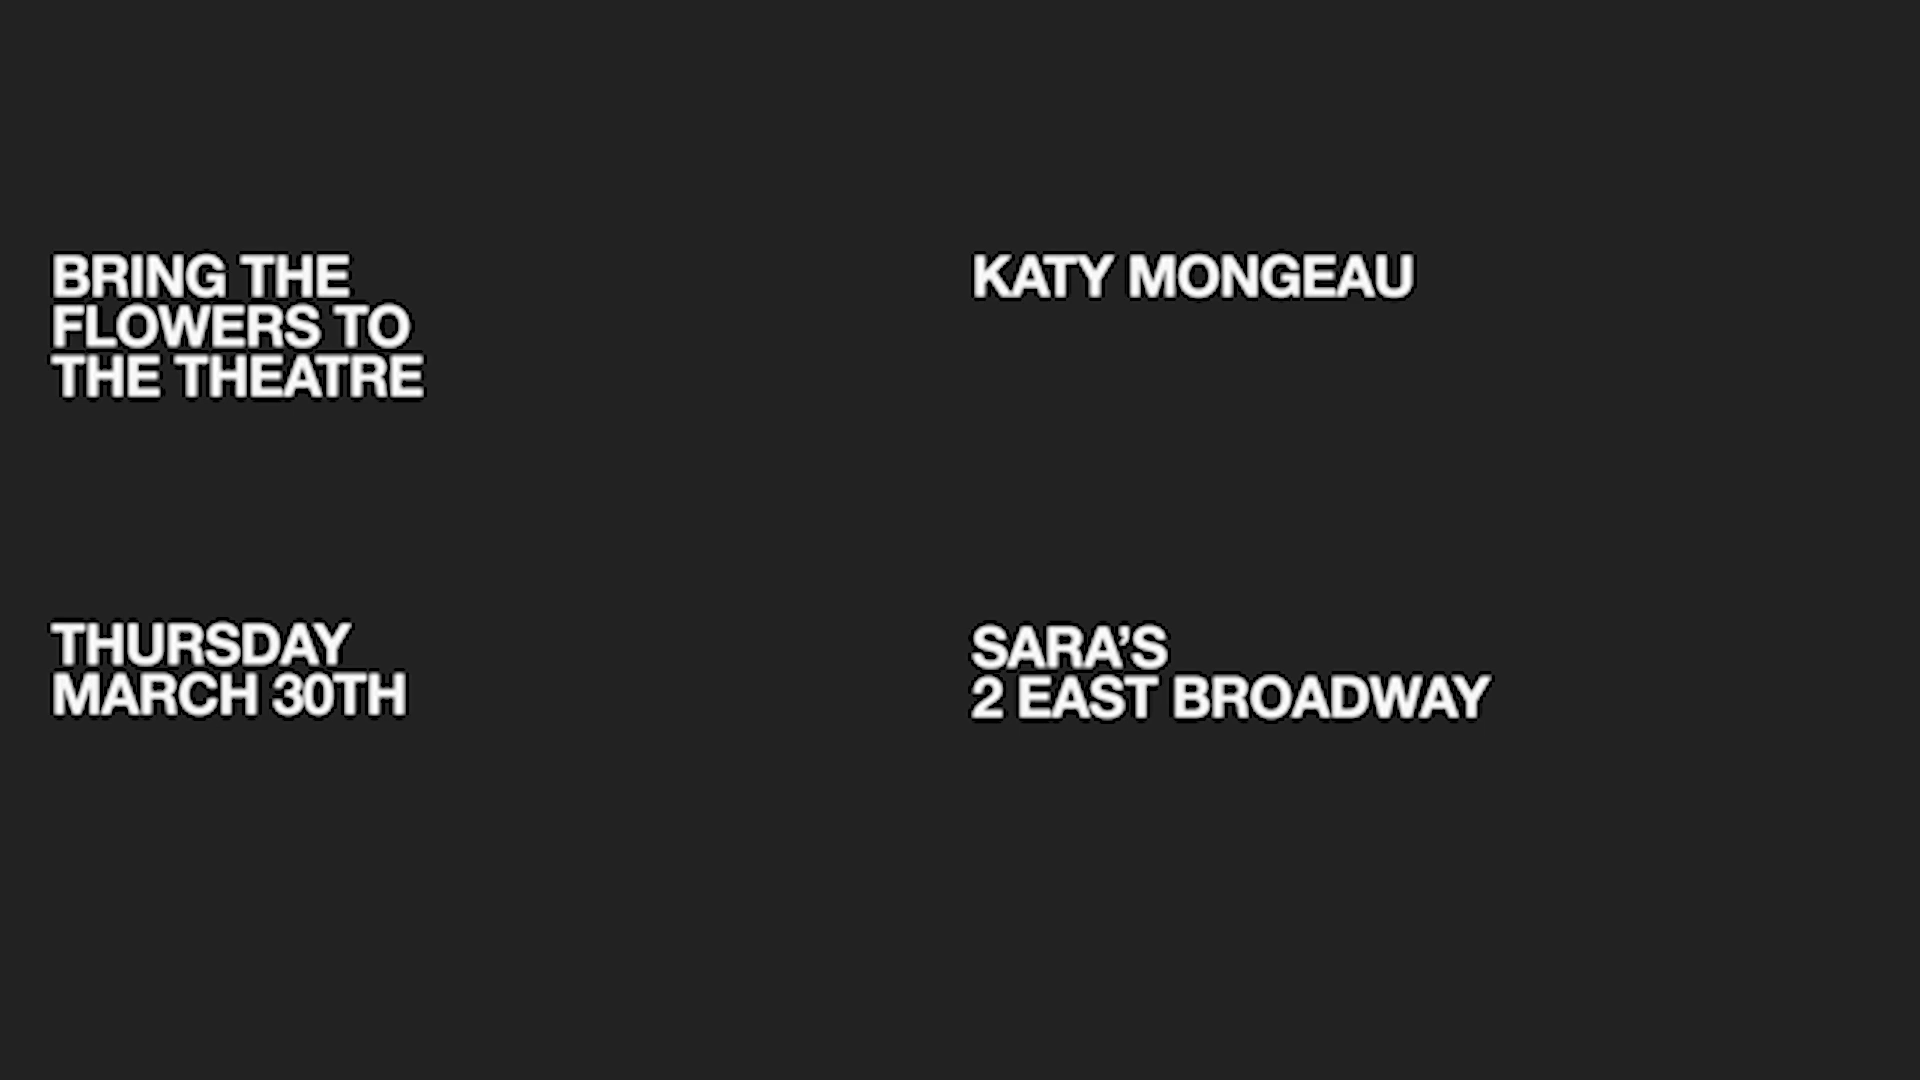 BRING THE
FLOWERS TO
THE THEATRE
KATY MONGEAU
THURSDAY
MARCH 30TH
SARA’S
2 EAST BROADWAY